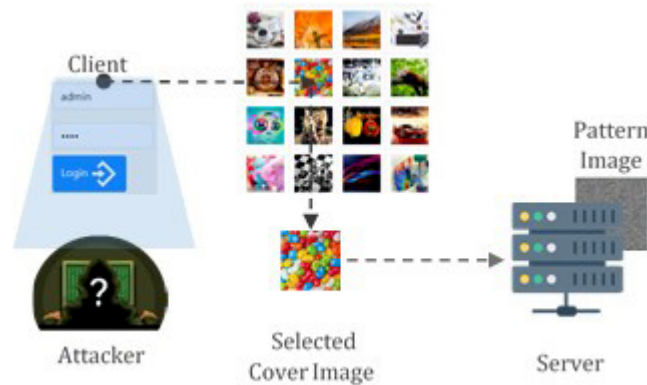 Client
admin
••••
Login
?
Attacker
Selected
Cover Image
Pattern
Image
Server